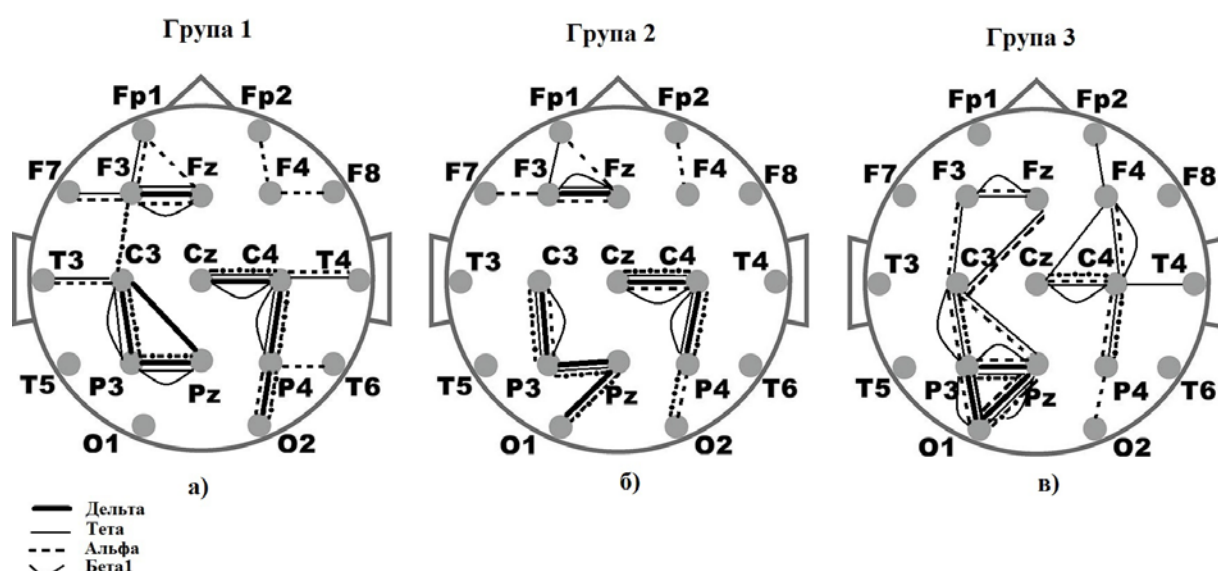 Група 1 Група 2 Група 3
Fp1 Fp2 Fp1 Fp2 Fp1 Fp2
F7 F3 Fz F4 F8 F7 F3 Fz F4 F8 F7 F3 Fz F4 F8
T3 C3 Cz C4 T4 T3 C3 Cz C4 T4 T3 C3 Cz C4 T4
T5 P3 Pz P4 T6 T5 P3 Pz P4 T6 T5 P3 Pz P4 T6
O1 O2 O1 O2 O1 O2
а) б) в)
Дельта
Тета
Альфа
Бета1